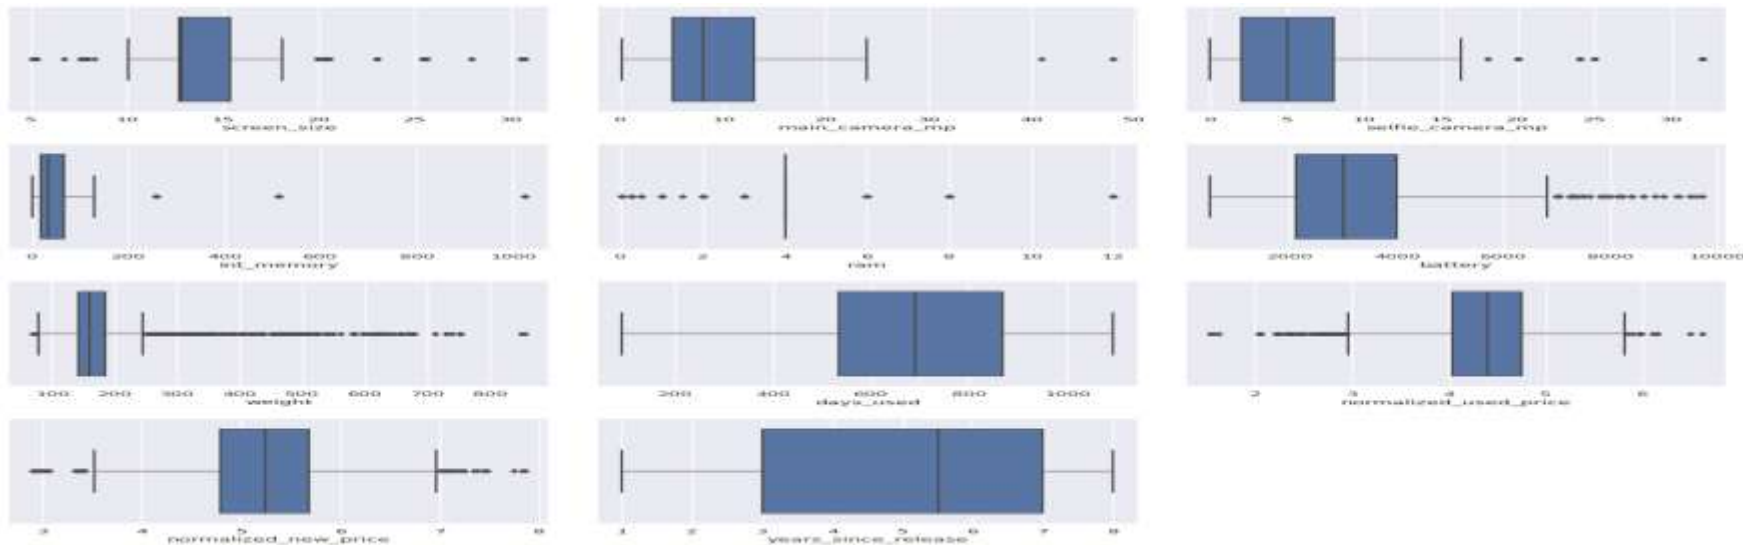 5 10 15 20 25 30
screen_size
0 10 20 30 40 50
main_camera_mp
0 5 10 15 20 25 30
selfie_camera_mp
0 200 400 600 800 1000
int_memory
0 2 4 6 8 10 12
ram
2000 4000 6000 8000 10000
battery
100 200 300 400 500 600 700 800
weight
200 400 600 800 1000
days_used
2 3 4 5 6
normalized_used_price
3 4 5 6 7 8
normalized_new_price
1 2 3 4 5 6 7 8
years_since_release